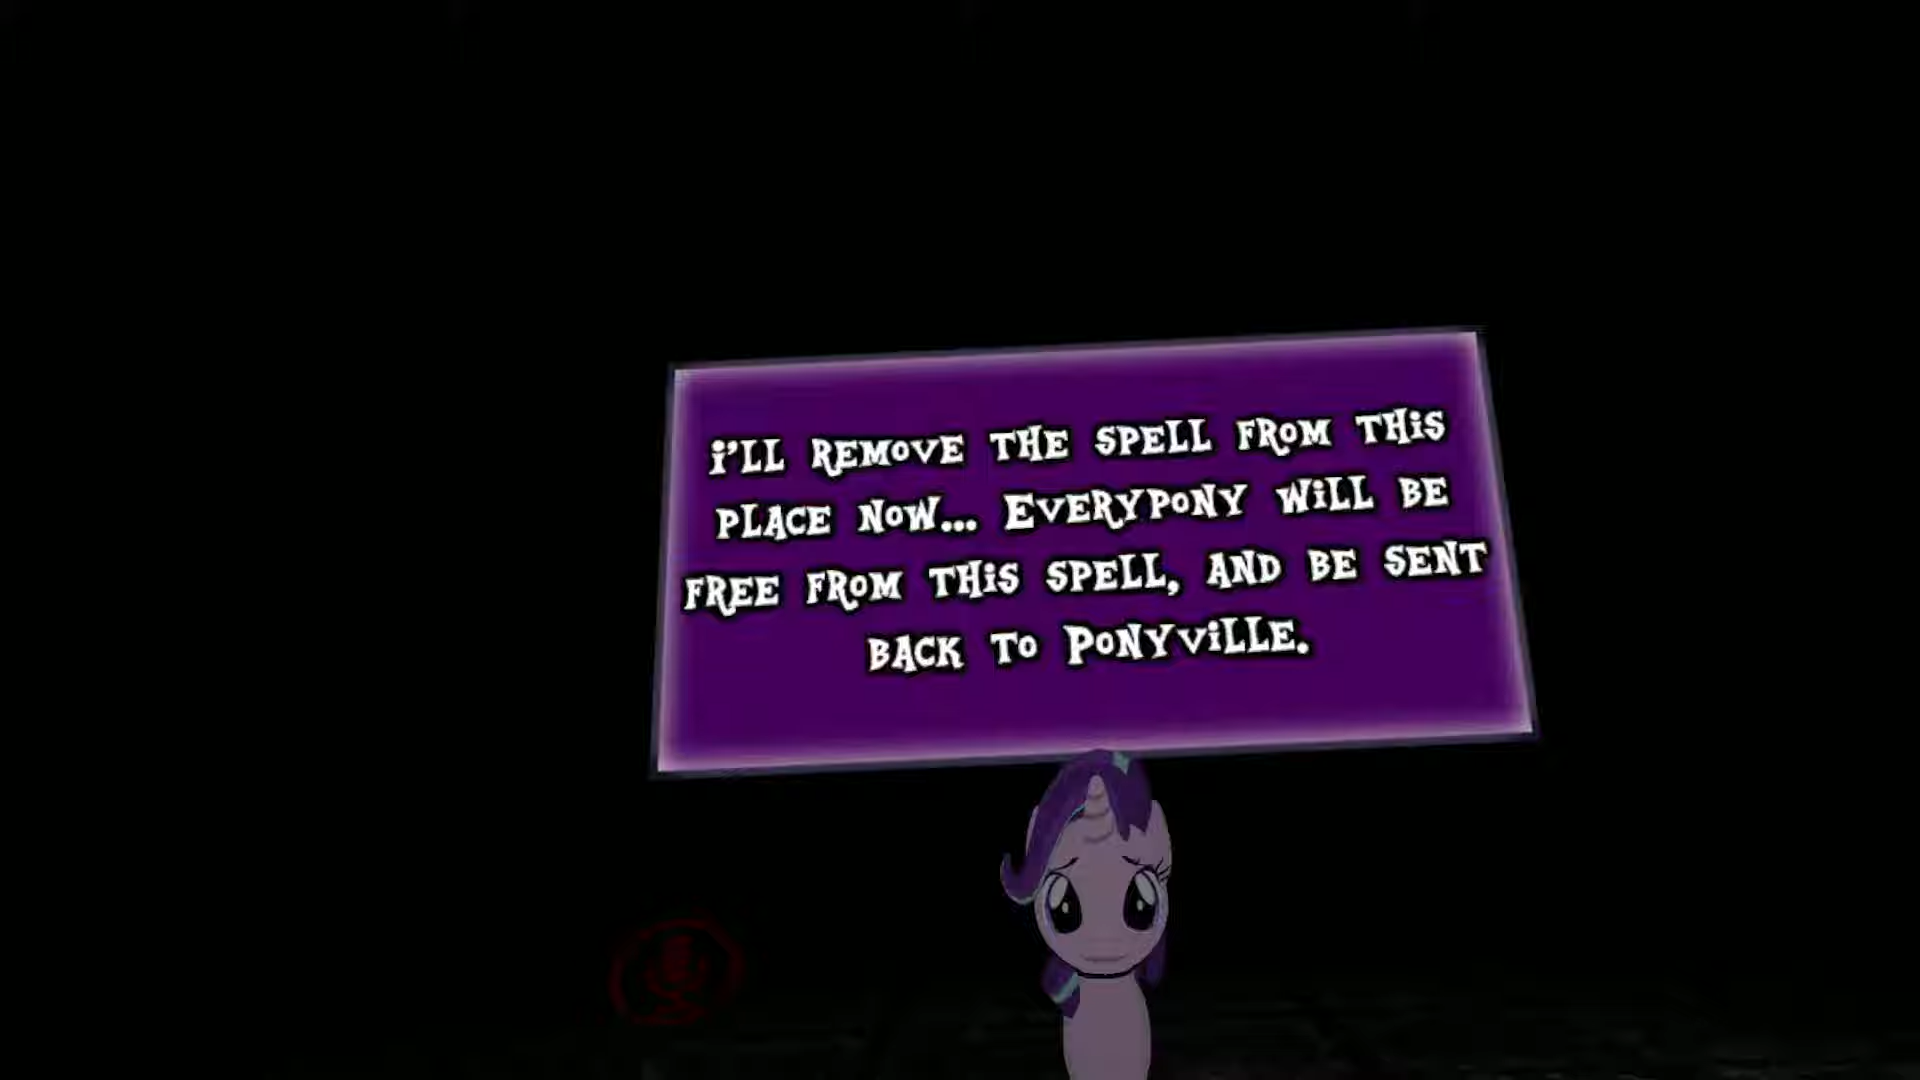 i'll remove the spell from this
place now... Everypony will be
free from this spell, and be sent
back to Ponyville.